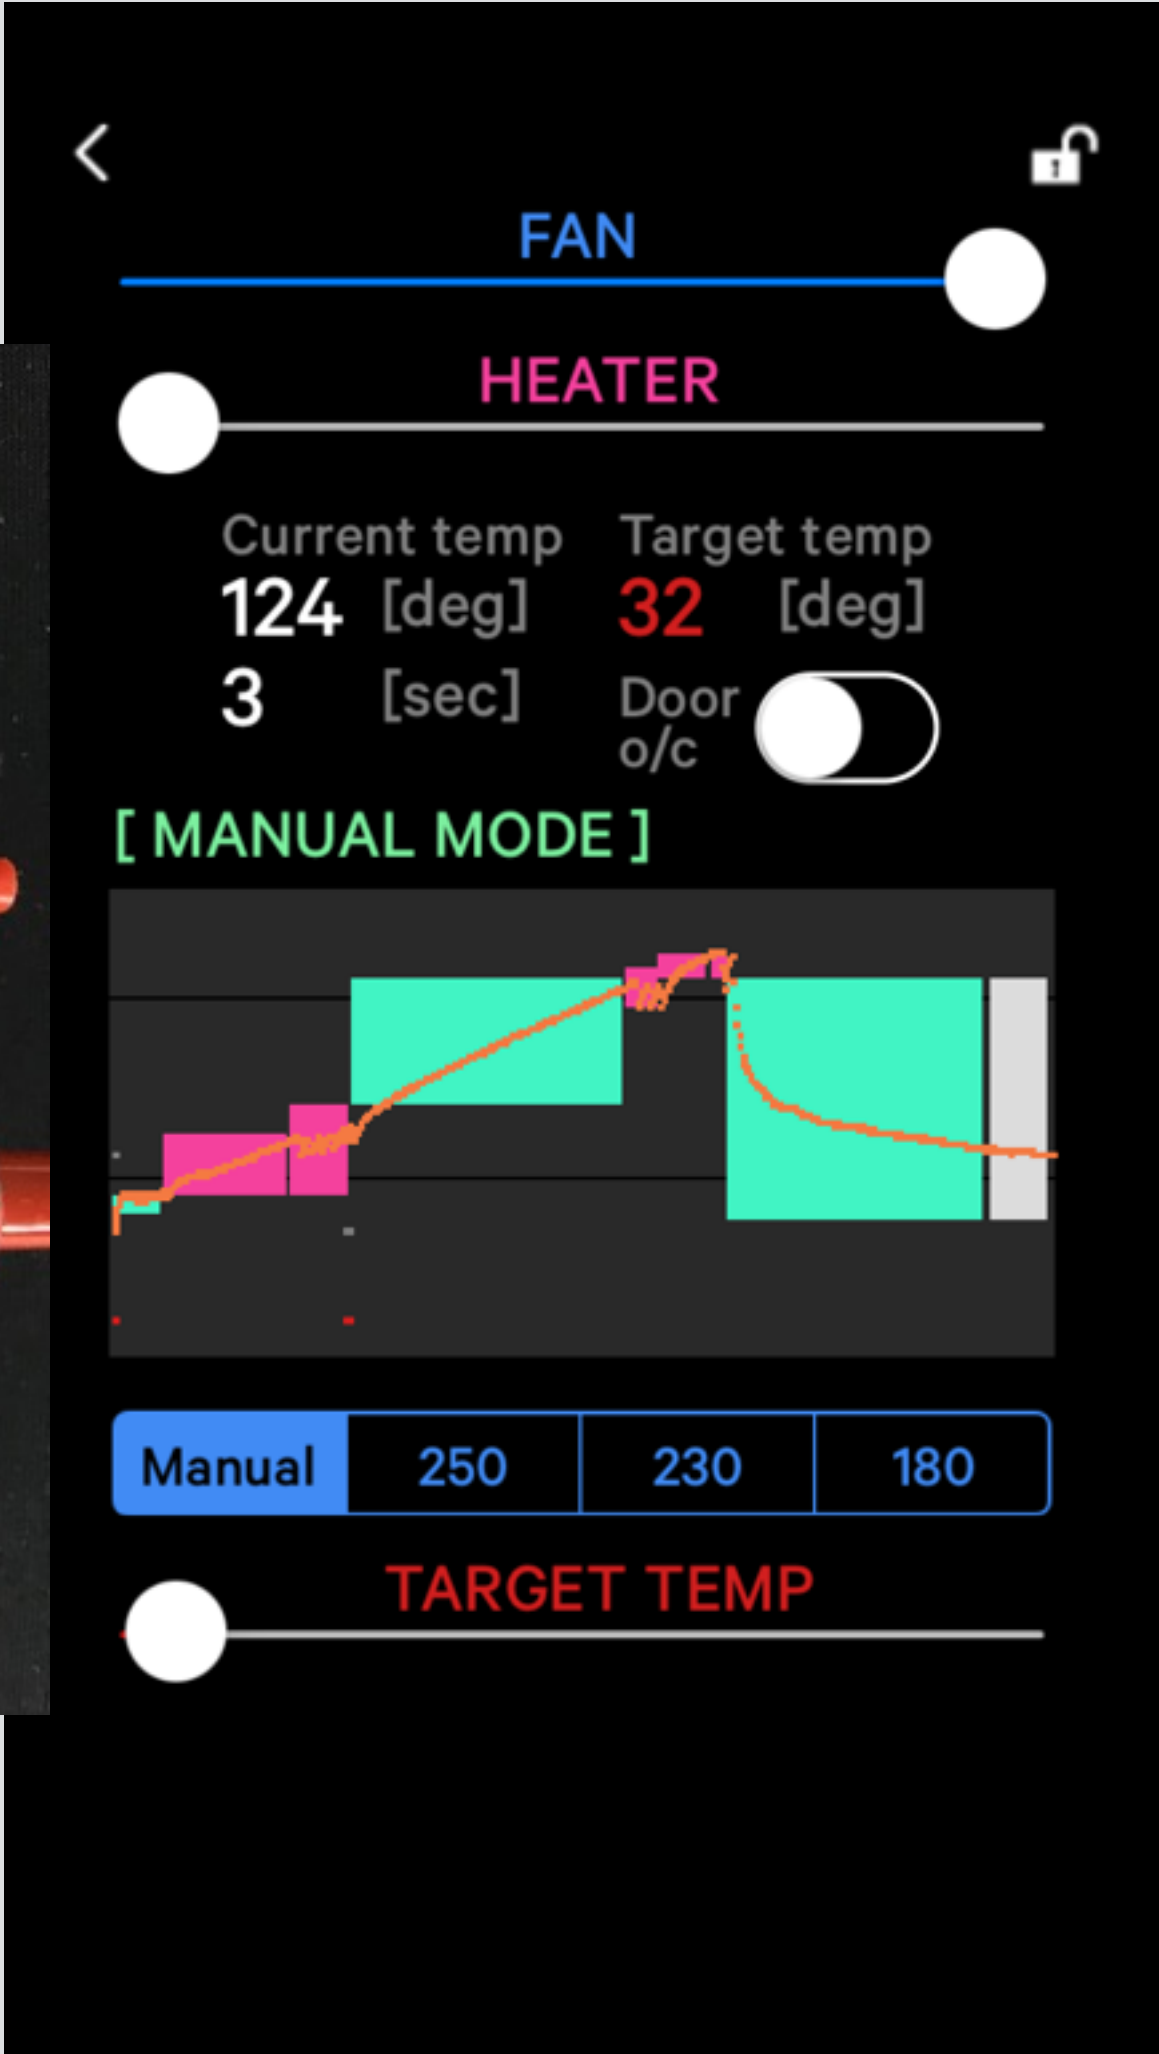 FAN
HEATER
Current temp Target temp
124 [deg] 32 [deg]
3 [sec] Door
o/c
[ MANUAL MODE ]
Manual 250 230 180
TARGET TEMP